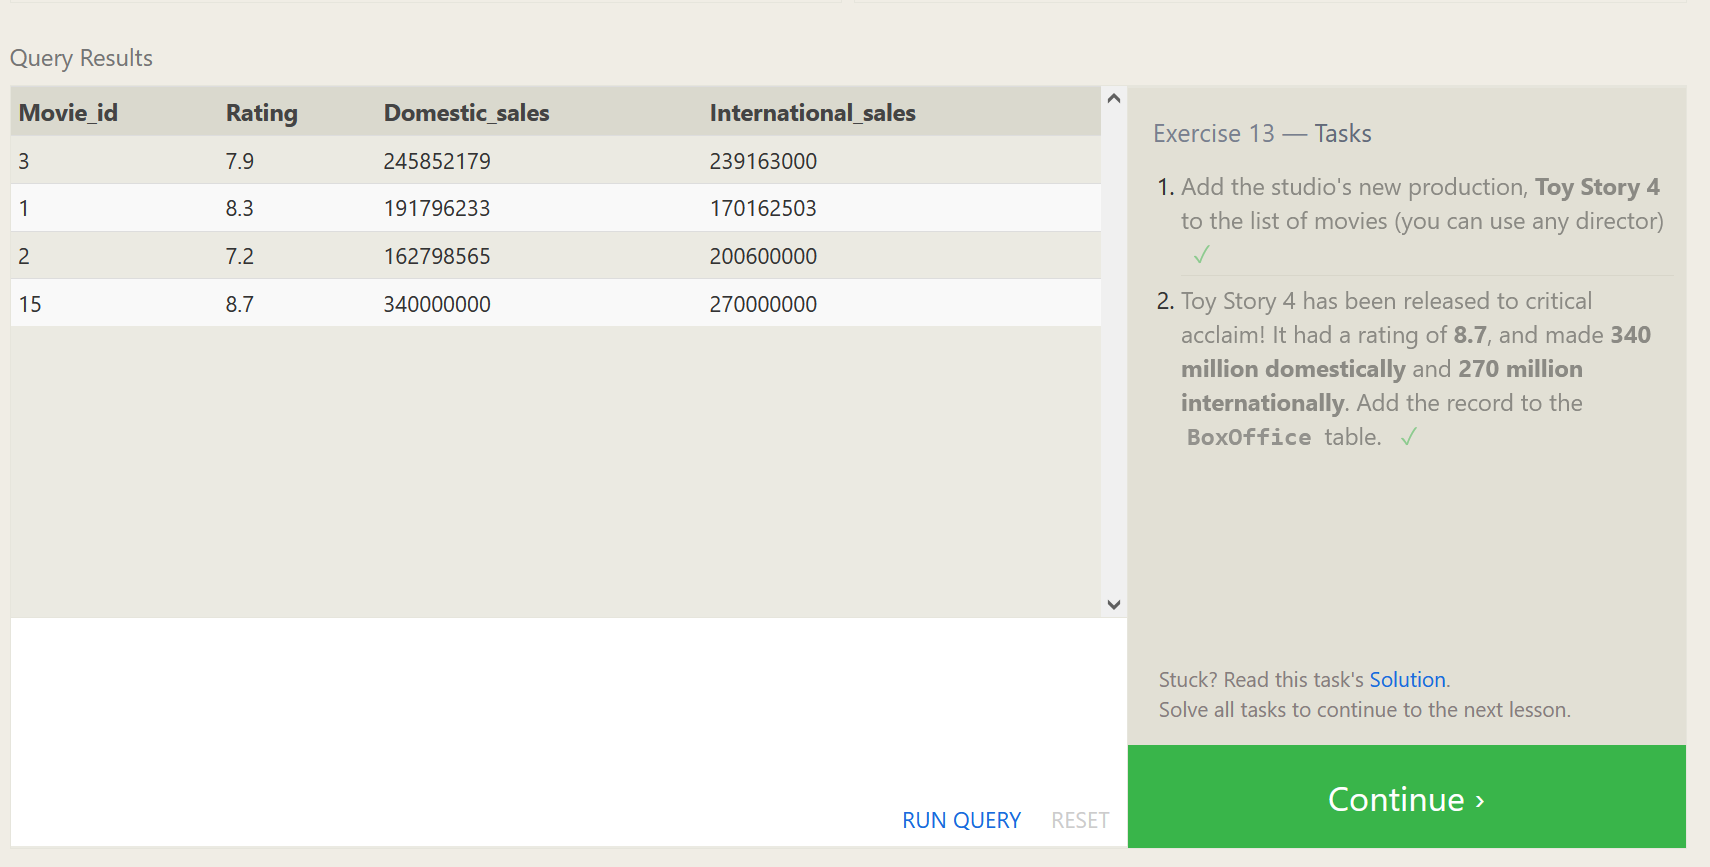 Query Results
Movie_id Rating Domestic_sales International_sales
3 7.9 245852179 239163000
1 8.3 191796233 170162503
2 7.2 162798565 200600000
15 8.7 340000000 270000000
RUN QUERY RESET
Exercise 13 — Tasks
1. Add the studio's new production, Toy Story 4
to the list of movies (you can use any director)
✓
2. Toy Story 4 has been released to critical
acclaim! It had a rating of 8.7, and made 340
million domestically and 270 million
internationally. Add the record to the
BoxOffice table. ✓
Stuck? Read this task's Solution.
Solve all tasks to continue to the next lesson.
Continue ›